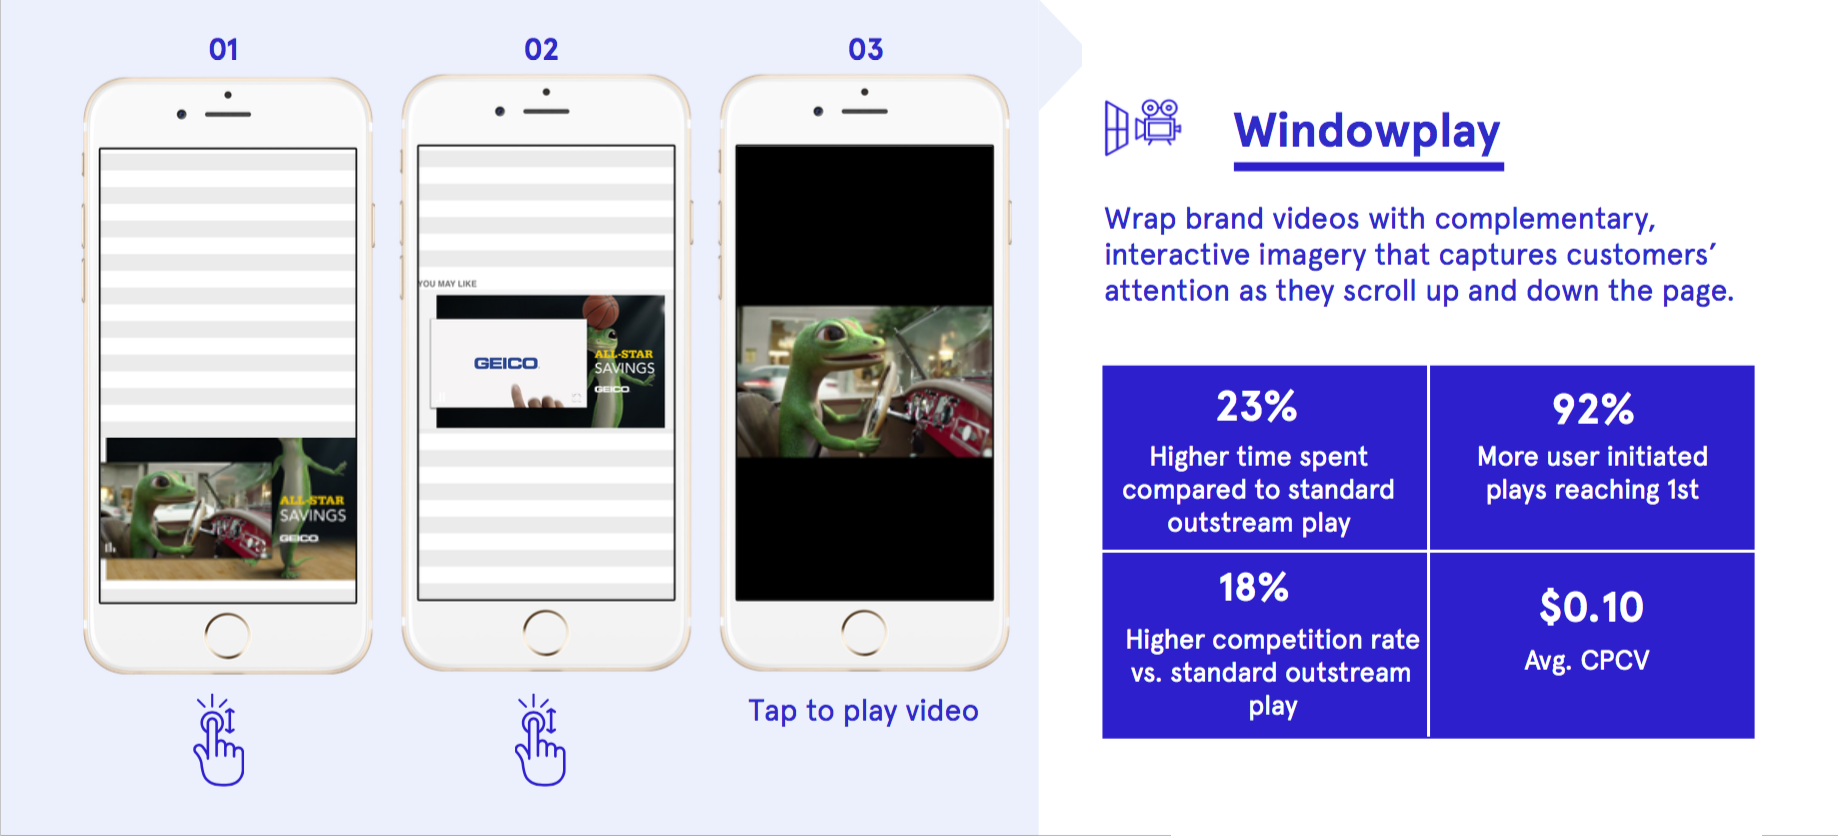 01
02
03
ALL-STAR
SAVINGS
GEICO
YOU MAY LIKE
GEICO
ALL-STAR
SAVINGS
GEICO
Tap to play video
Windowplay
Wrap brand videos with complementary,
interactive imagery that captures customers’
attention as they scroll up and down the page.
23%
Higher time spent
compared to standard
outstream play
92%
More user initiated
plays reaching 1st
18%
Higher competition rate
vs. standard outstream
play
$0.10
Avg. CPCV